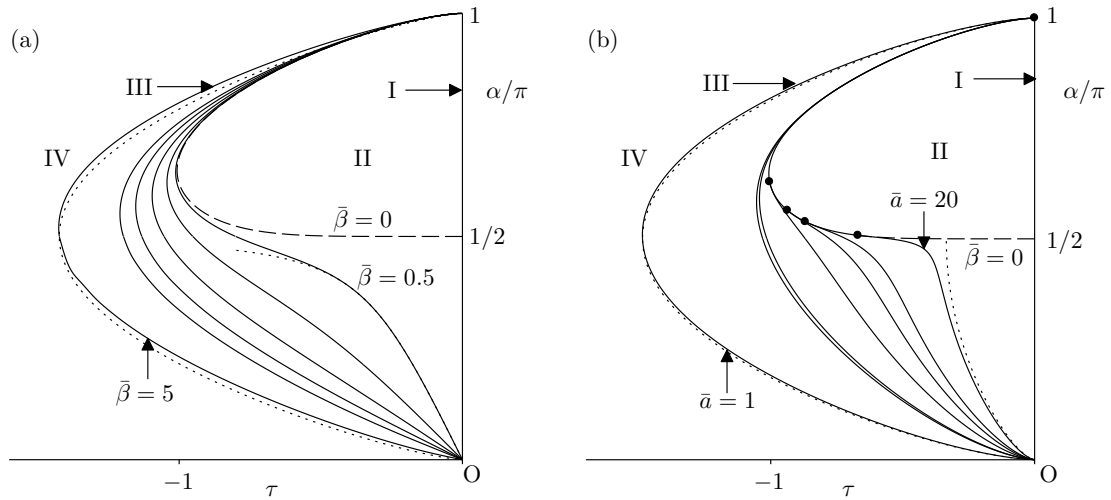 (a)
1
III
I
α/π
IV
II
β̄ = 0
1/2
β̄ = 0.5
β̄ = 5
−1
τ
O
(b)
1
III
I
α/π
IV
II
ā = 20
1/2
β̄ = 0
ā = 1
−1
τ
O